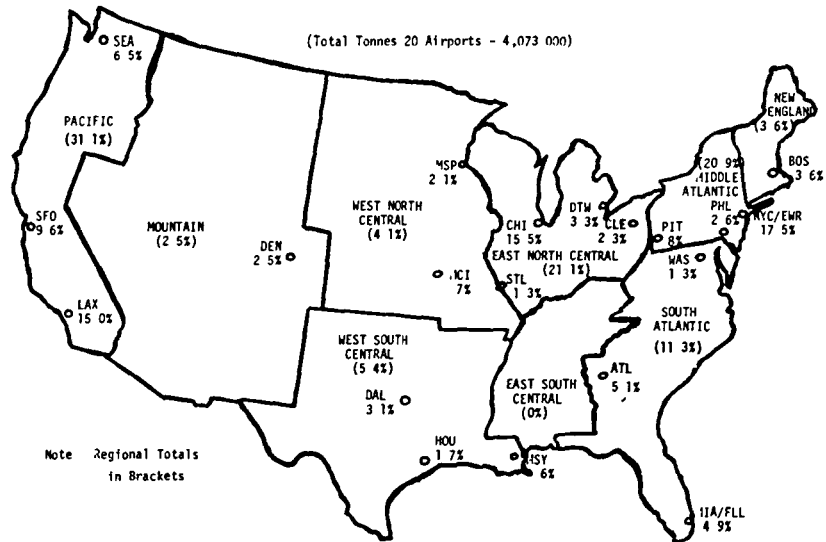 (Total Tonnes 20 Airports - 4,073 000)
SEA
6 5%
PACIFIC
(31 1%)
SFO
9 6%
LAX
15 0%
MOUNTAIN
(2 5%)
DEN
2 5%
WEST NORTH
CENTRAL
(4 1%)
MSP
2 1%
MCI
7%
STL
1 3%
WEST SOUTH
CENTRAL
(5 4%)
DAL
3 1%
HOU
1 7%
MSY
6%
CHI
15 5%
DTW
3 3%
CLE
2 3%
EAST NORTH CENTRAL
(21 1%)
EAST SOUTH
CENTRAL
(0%)
NEW
ENGLAND
(3 6%)
BOS
3 6%
(20 9%)
MIDDLE
ATLANTIC
PHL
2 6%
NYC/EWR
17 5%
PIT
8%
WAS
1 3%
SOUTH
ATLANTIC
(11 3%)
ATL
5 1%
MIA/FLL
4 9%
Note Regional Totals
in Brackets